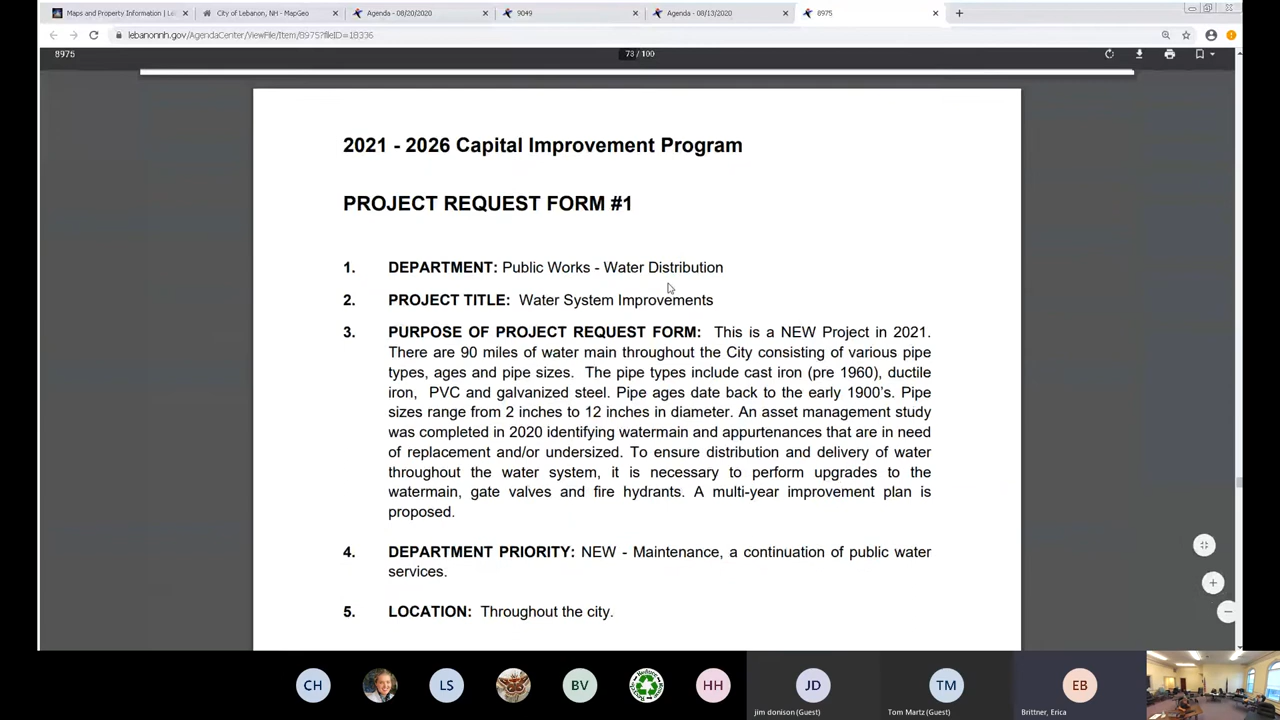 Maps and Property Information | Le
City of Lebanon, NH - MapGeo
Agenda - 08/20/2020
9049
Agenda - 08/13/2020
8975
lebanonnh.gov/AgendaCenter/ViewFile/Item/8975?fileID=18336
8975
73 / 100
2021 - 2026 Capital Improvement Program
PROJECT REQUEST FORM #1
1. DEPARTMENT: Public Works - Water Distribution
2. PROJECT TITLE: Water System Improvements
3. PURPOSE OF PROJECT REQUEST FORM: This is a NEW Project in 2021.
There are 90 miles of water main throughout the City consisting of various pipe
types, ages and pipe sizes. The pipe types include cast iron (pre 1960), ductile
iron, PVC and galvanized steel. Pipe ages date back to the early 1900's. Pipe
sizes range from 2 inches to 12 inches in diameter. An asset management study
was completed in 2020 identifying watermain and appurtenances that are in need
of replacement and/or undersized. To ensure distribution and delivery of water
throughout the water system, it is necessary to perform upgrades to the
watermain, gate valves and fire hydrants. A multi-year improvement plan is
proposed.
4. DEPARTMENT PRIORITY: NEW - Maintenance, a continuation of public water
services.
5. LOCATION: Throughout the city.
CH
LS
BV
HH
JD
TM
EB
jim donison (Guest)
Tom Martz (Guest)
Brittner, Erica